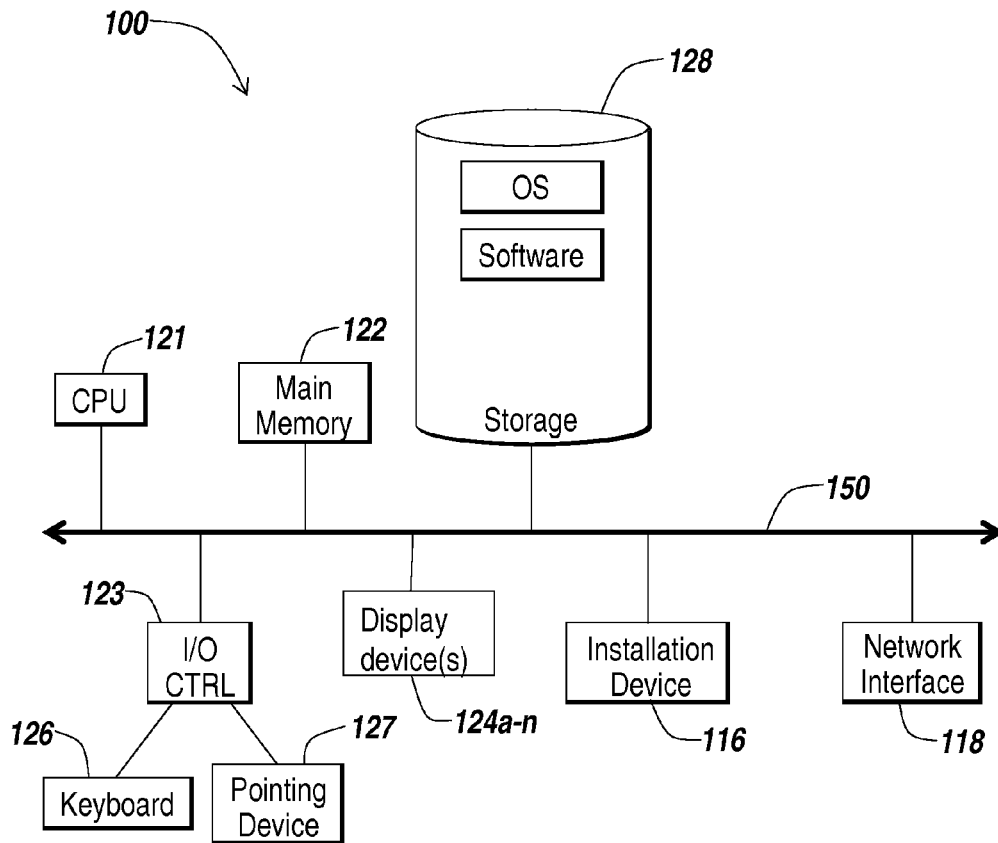 100
128
OS
Software
121
122
CPU
Main
Memory
Storage
150
123
I/O
CTRL
Display
device(s)
Installation
Device
Network
Interface
126
127
124a-n
116
118
Keyboard
Pointing
Device